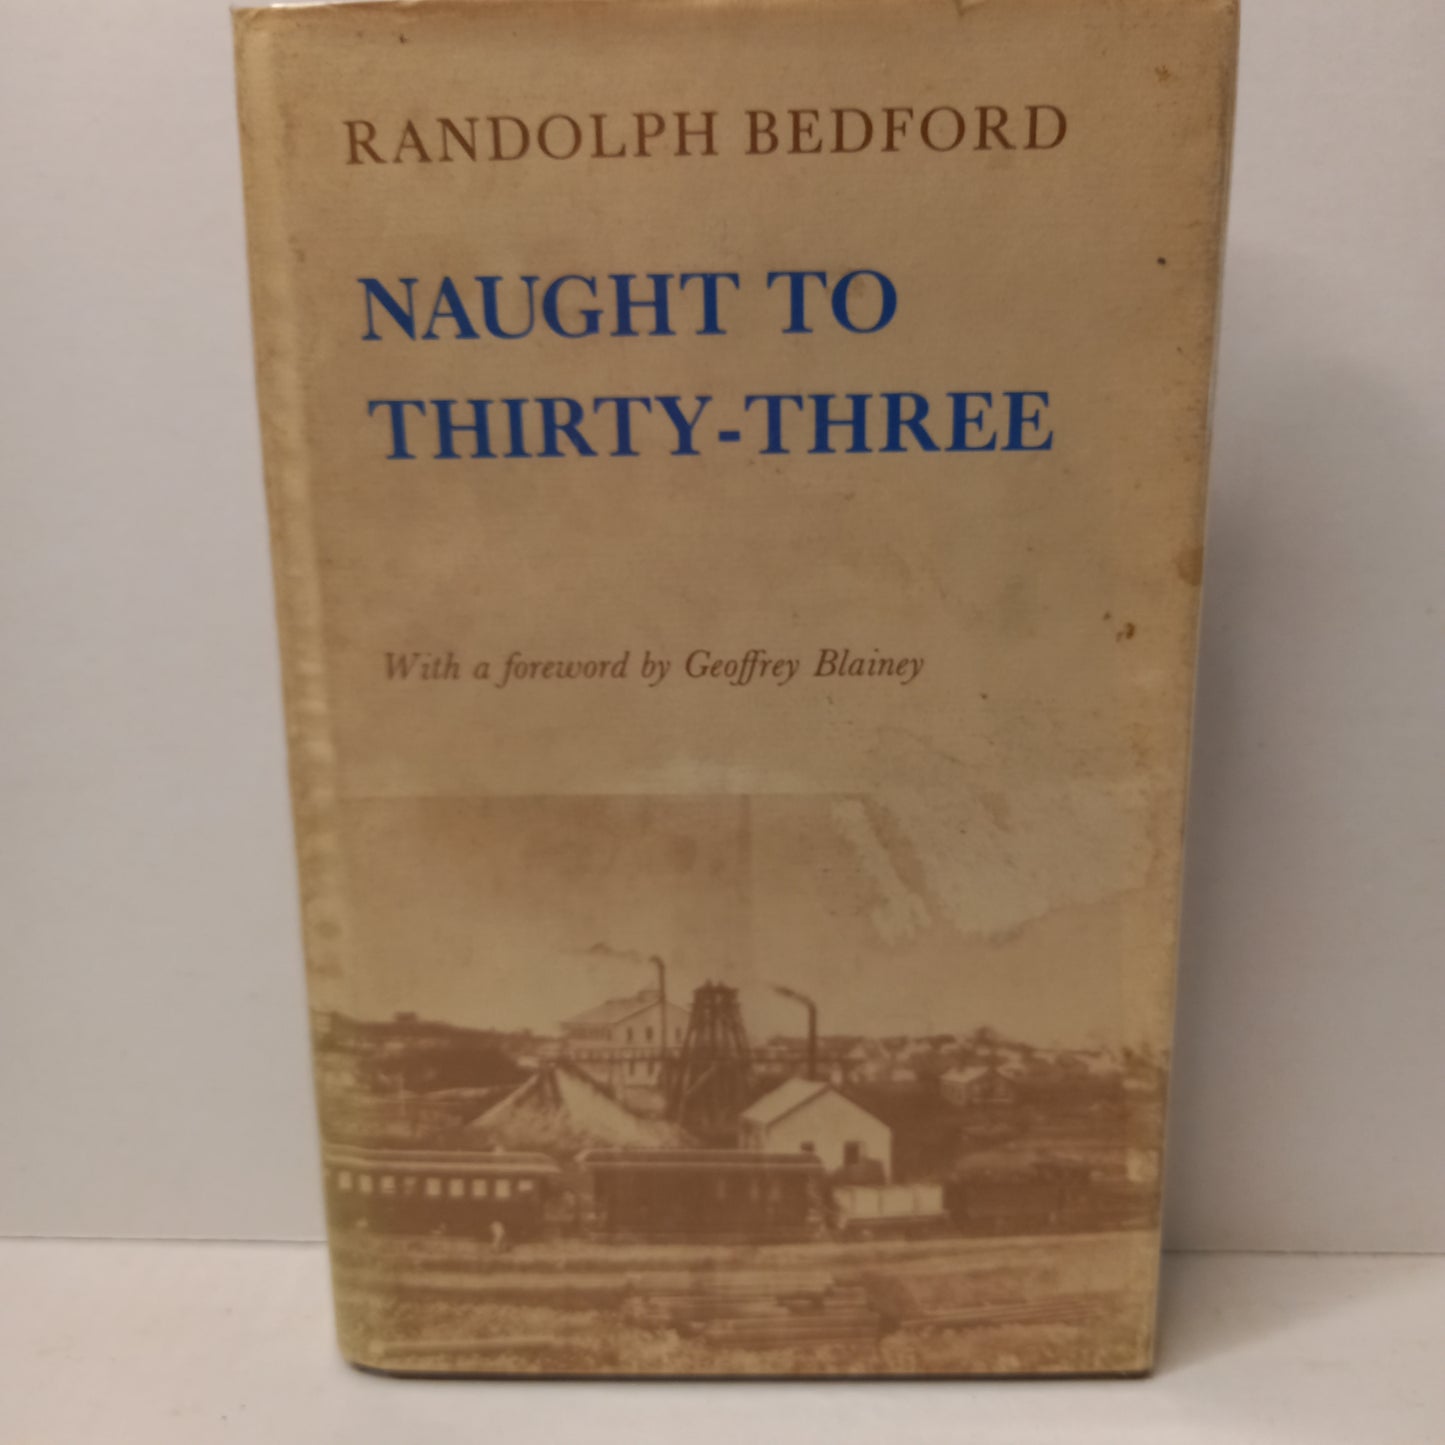 RANDOLPH BEDFORD
NAUGHT TO
THIRTY-THREE
With a foreword by Geoffrey Blainey